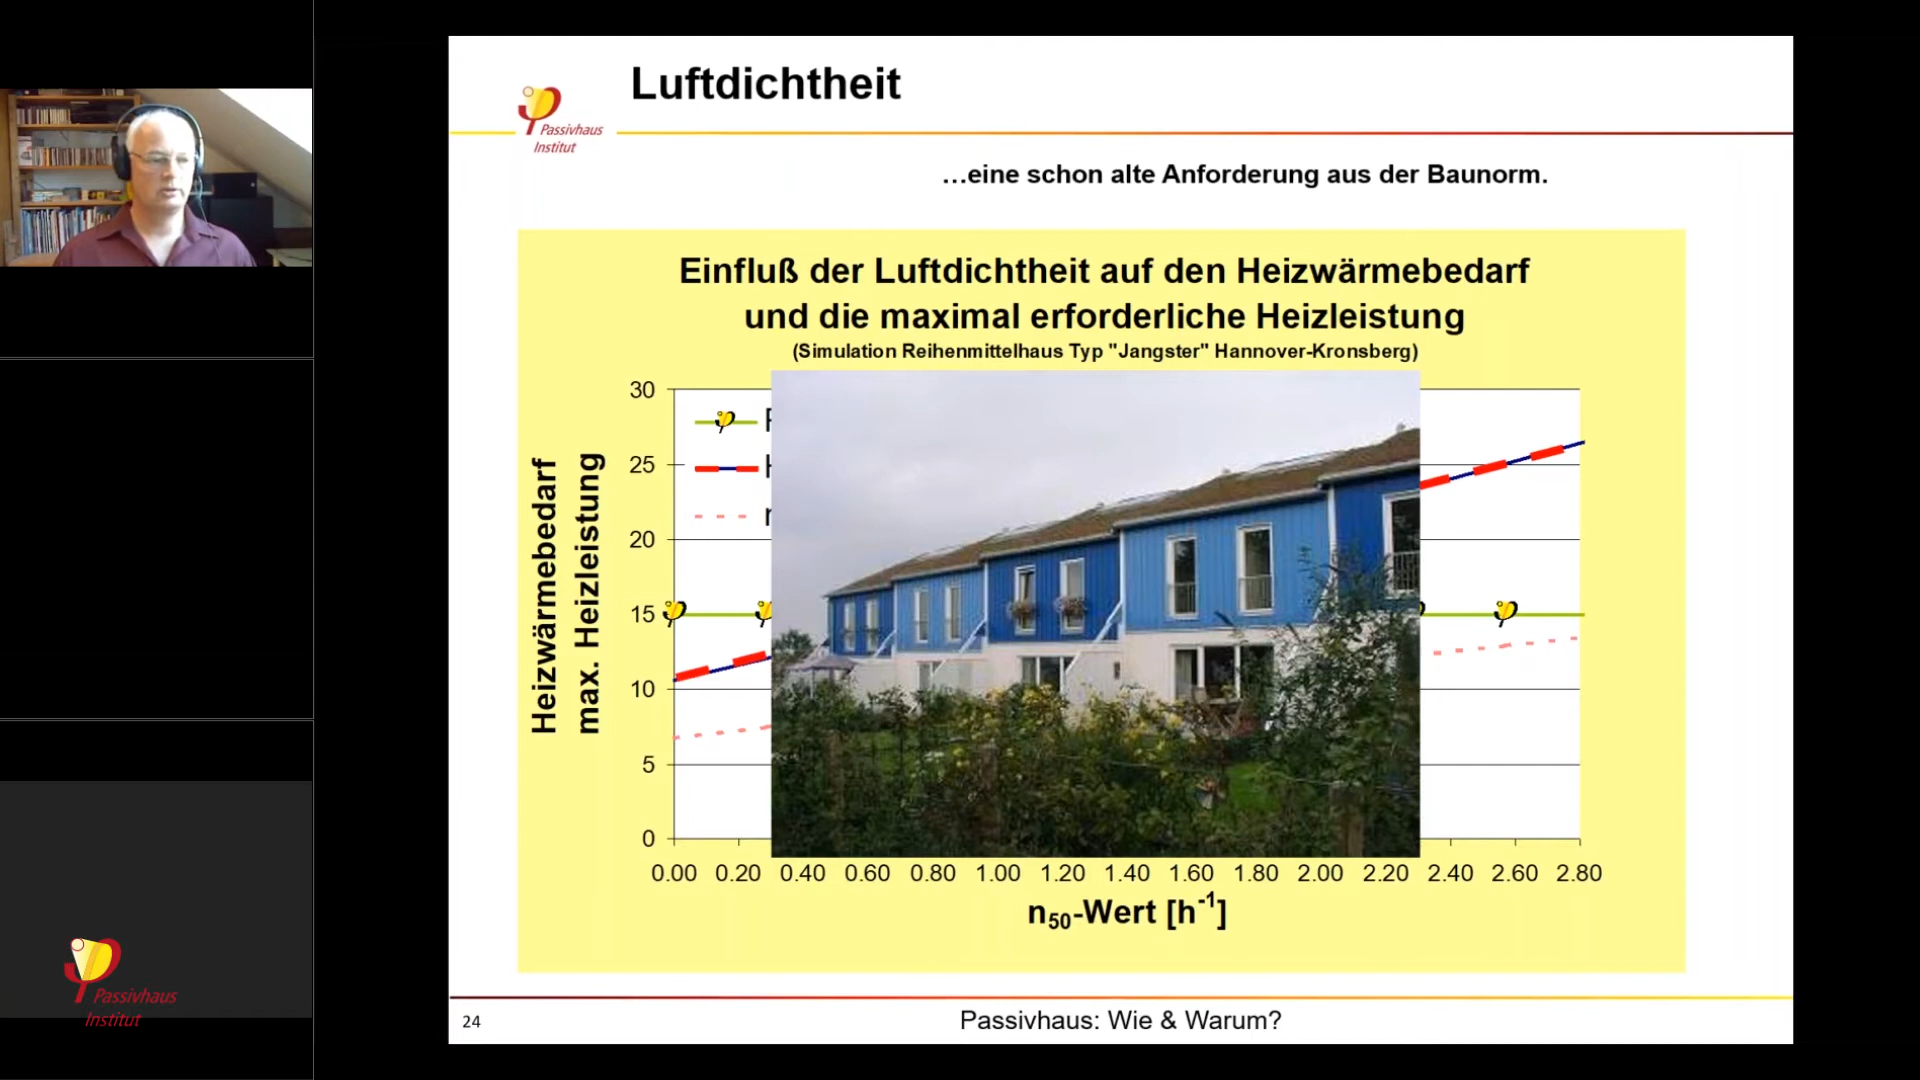 Luftdichtheit
Passivhaus
Institut
…eine schon alte Anforderung aus der Baunorm.
Einfluß der Luftdichtheit auf den Heizwärmebedarf
und die maximal erforderliche Heizleistung
(Simulation Reihenmittelhaus Typ "Jangster" Hannover-Kronsberg)
Heizwärmebedarf
max. Heizleistung
30
25
20
15
10
5
0
0.00 0.20 0.40 0.60 0.80 1.00 1.20 1.40 1.60 1.80 2.00 2.20 2.40 2.60 2.80
n50-Wert [h-1]
24
Passivhaus: Wie & Warum?
Passivhaus
Institut